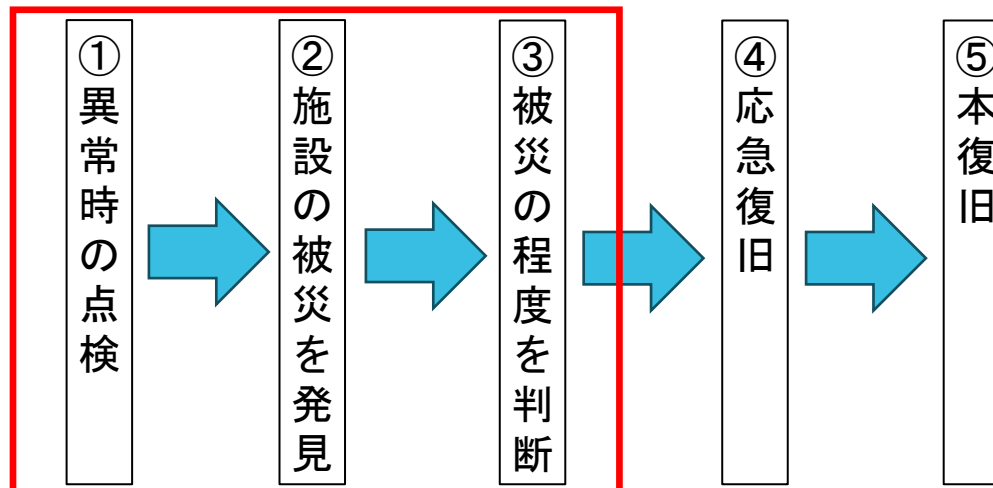 ①異常時の点検
②施設の被災を発見
③被災の程度を判断
④応急復旧
⑤本復旧